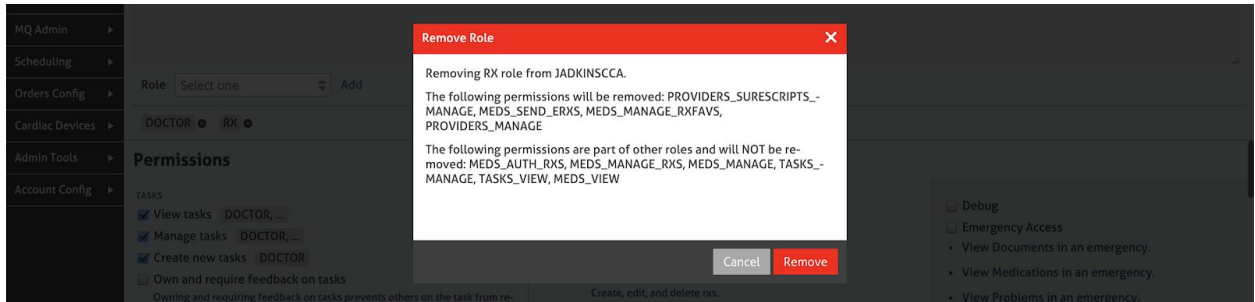 MQ Admin
Scheduling
Orders Config
Cardiac Devices
Admin Tools
Account Config
Role Select one Add
DOCTOR RX
Permissions
TASKS
View tasks DOCTOR, ...
Manage tasks DOCTOR, ...
Create new tasks DOCTOR
Own and require feedback on tasks
Owning and requiring feedback on tasks prevents others on the task from re-
Remove Role
Removing RX role from JADKINSCCA.
The following permissions will be removed: PROVIDERS_SURESCRIPTS_-
MANAGE, MEDS_SEND_ERXS, MEDS_MANAGE_RXFAVS,
PROVIDERS_MANAGE
The following permissions are part of other roles and will NOT be re-
moved: MEDS_AUTH_RXS, MEDS_MANAGE_RXS, MEDS_MANAGE, TASKS_-
MANAGE, TASKS_VIEW, MEDS_VIEW
Cancel Remove
Create, edit, and delete rxs.
Debug
Emergency Access
• View Documents in an emergency.
• View Medications in an emergency.
• View Problems in an emergency.